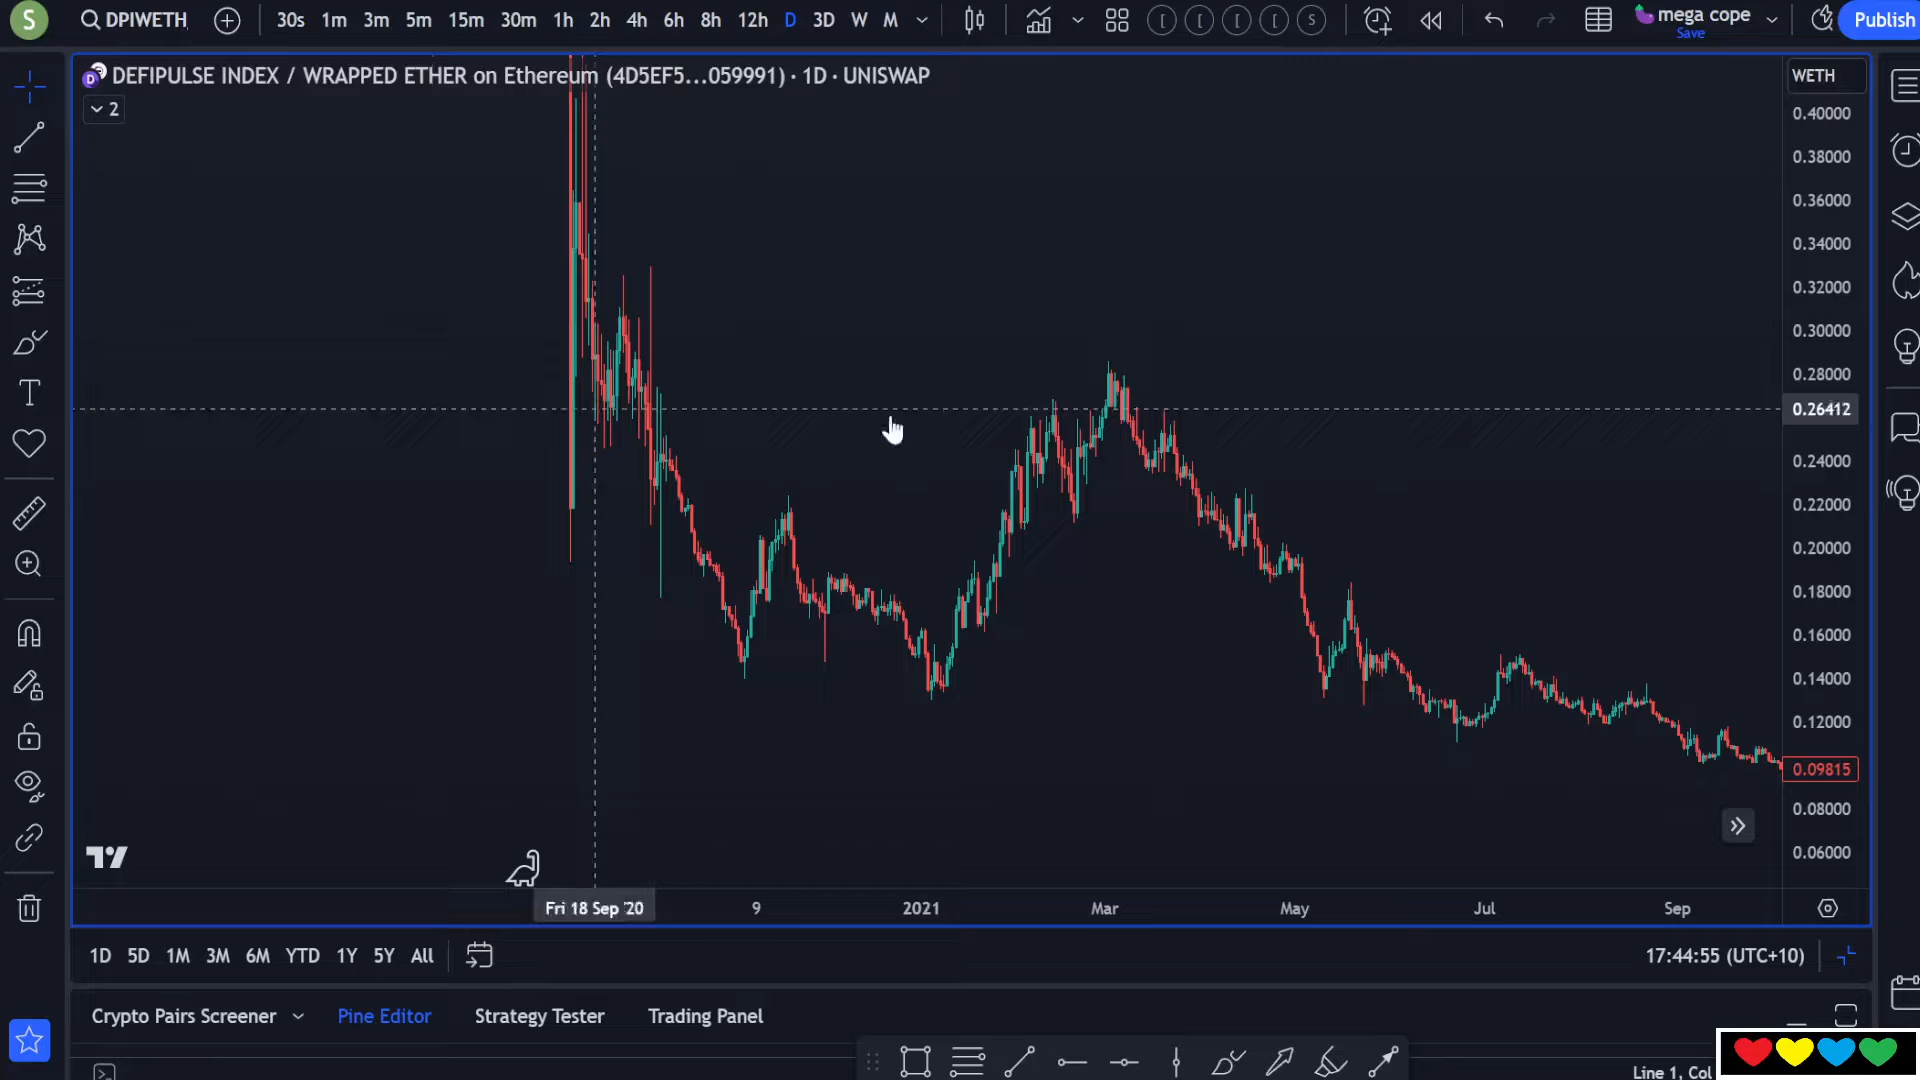 S
DPIWETH
30s 1m 3m 5m 15m 30m 1h 2h 4h 6h 8h 12h D 3D W M
S
mega cope
Save
Publish
D
DEFIPULSE INDEX / WRAPPED ETHER on Ethereum (4D5EF5...059991) · 1D · UNISWAP
2
WETH
0.40000
0.38000
0.36000
0.34000
0.32000
0.30000
0.28000
0.26412
0.24000
0.22000
0.20000
0.18000
0.16000
0.14000
0.12000
0.09815
0.08000
0.06000
Fri 18 Sep '20
9
2021
Mar
May
Jul
Sep
1D 5D 1M 3M 6M YTD 1Y 5Y All
17:44:55 (UTC+10)
Crypto Pairs Screener
Pine Editor
Strategy Tester
Trading Panel
Line 1, Col